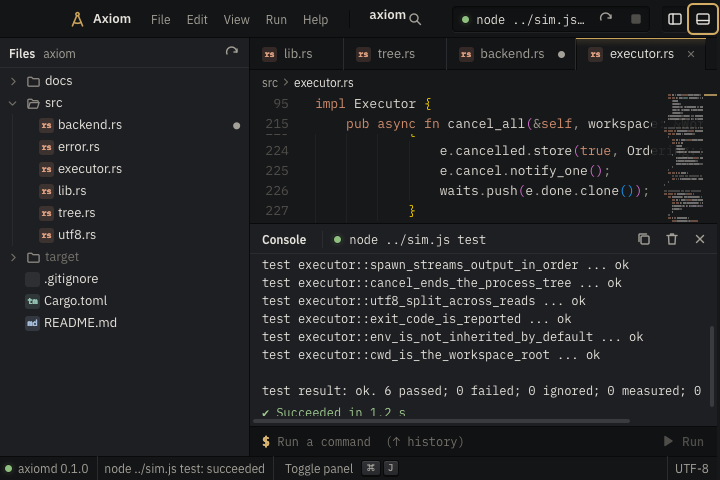 Axiom File Edit View Run Help axiom node ../sim.js…
Files axiom
lib.rs tree.rs backend.rs executor.rs
docs
src
backend.rs
error.rs
executor.rs
lib.rs
tree.rs
utf8.rs
target
.gitignore
Cargo.toml
README.md
src > executor.rs
95 impl Executor {
215 pub async fn cancel_all(&self, workspace
224 e.cancelled.store(true, Orderi
225 e.cancel.notify_one();
226 waits.push(e.done.clone());
227 }
Console node ../sim.js test
test executor::spawn_streams_output_in_order ... ok
test executor::cancel_ends_the_process_tree ... ok
test executor::utf8_split_across_reads ... ok
test executor::exit_code_is_reported ... ok
test executor::env_is_not_inherited_by_default ... ok
test executor::cwd_is_the_workspace_root ... ok
test result: ok. 6 passed; 0 failed; 0 ignored; 0 measured; 0
✔ Succeeded in 1.2 s
$ Run a command (↑ history) Run
axiomd 0.1.0 node ../sim.js test: succeeded Toggle panel ⌘ J UTF-8